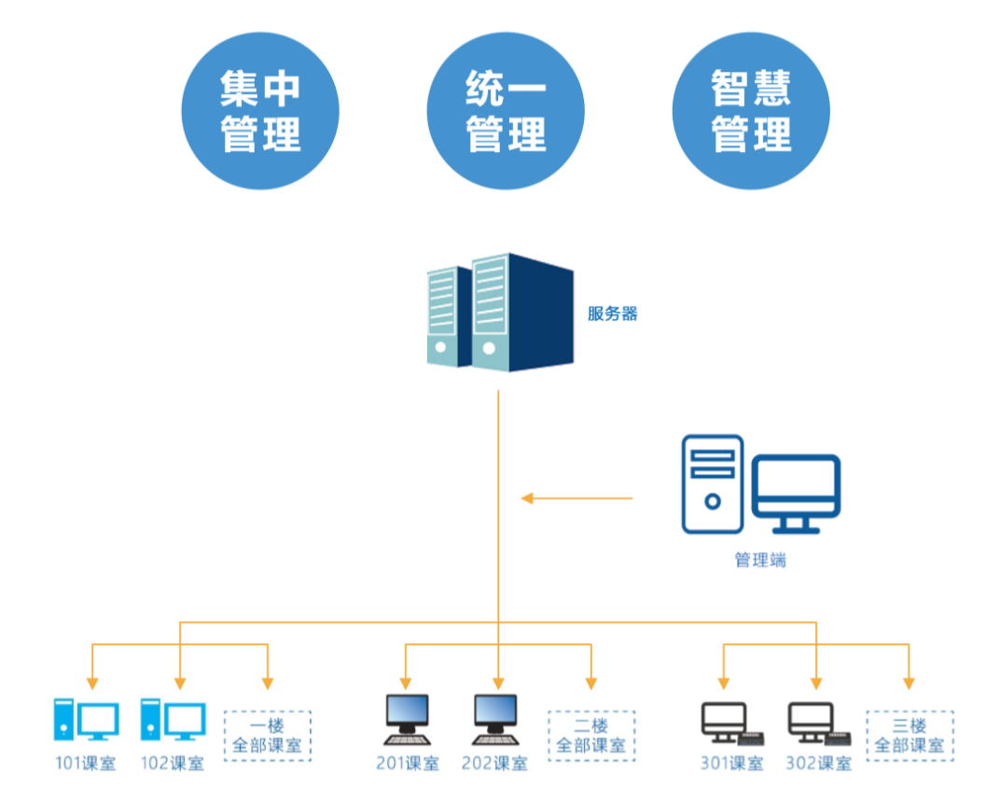 集中
管理
统一
管理
智慧
管理
服务器
管理端
101课室
102课室
一楼
全部课室
201课室
202课室
二楼
全部课室
301课室
302课室
三楼
全部课室